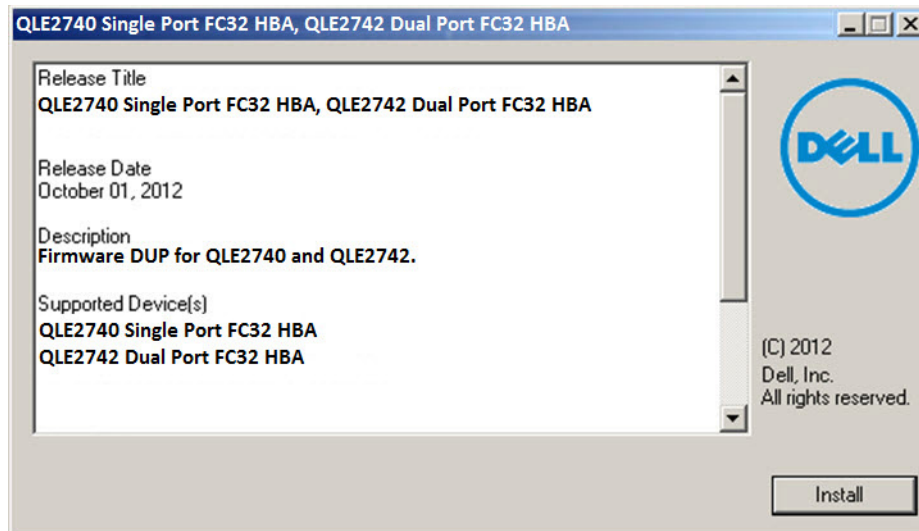 QLE2740 Single Port FC32 HBA, QLE2742 Dual Port FC32 HBA
Release Title
QLE2740 Single Port FC32 HBA, QLE2742 Dual Port FC32 HBA
Release Date
October 01, 2012
Description
Firmware DUP for QLE2740 and QLE2742.
Supported Device(s)
QLE2740 Single Port FC32 HBA
QLE2742 Dual Port FC32 HBA
DELL
(C) 2012
Dell, Inc.
All rights reserved.
Install